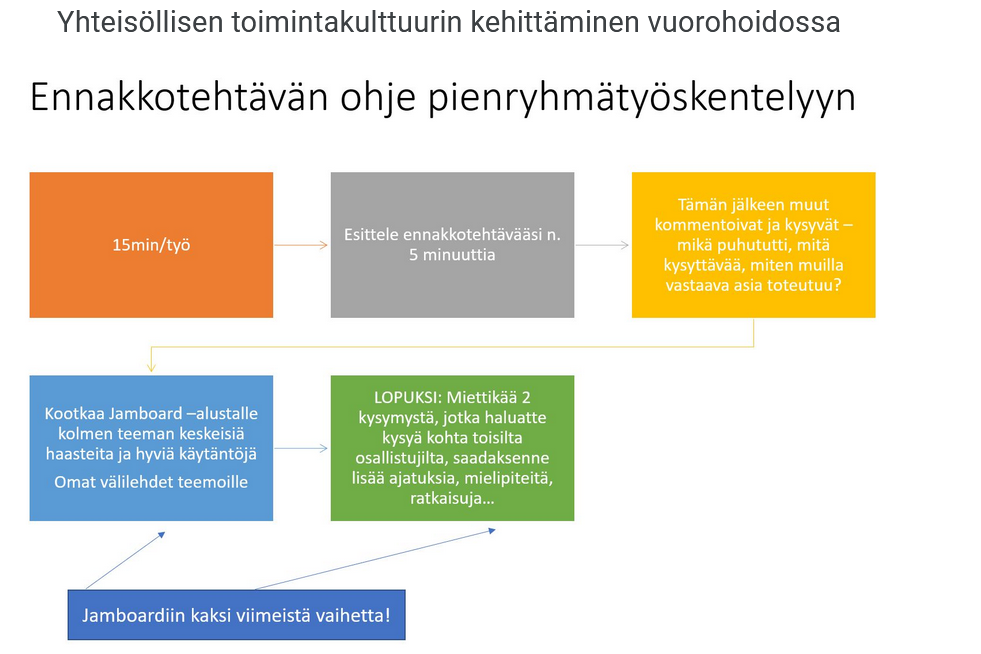 Yhteisöllisen toimintakulttuurin kehittäminen vuorohoidossa
Ennakkotehtävän ohje pienryhmätyöskentelyyn
15min/työ
Esittele ennakkotehtävääsi n.
5 minuuttia
Tämän jälkeen muut
kommentoivat ja kysyvät –
mikä puhututti, mitä
kysyttävää, miten muilla
vastaava asia toteutuu?
Kootkaa Jamboard –alustalle
kolmen teeman keskeisiä
haasteita ja hyviä käytäntöjä
Omat välilehdet teemoille
LOPUKSI: Miettikää 2
kysymystä, jotka haluatte
kysyä kohta toisilta
osallistujilta, saadaksenne
lisää ajatuksia, mielipiteitä,
ratkaisuja...
Jamboardiin kaksi viimeistä vaihetta!